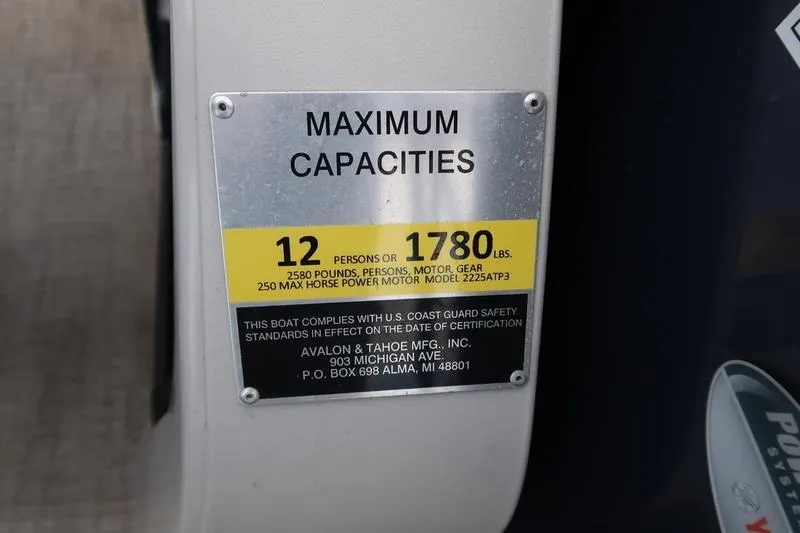 MAXIMUM
CAPACITIES
12 PERSONS OR 1780 LBS.
2580 POUNDS, PERSONS, MOTOR, GEAR
250 MAX HORSE POWER MOTOR MODEL 2225ATP3
THIS BOAT COMPLIES WITH U.S. COAST GUARD SAFETY
STANDARDS IN EFFECT ON THE DATE OF CERTIFICATION
AVALON & TAHOE MFG., INC.
903 MICHIGAN AVE.
P.O. BOX 698 ALMA, MI 48801